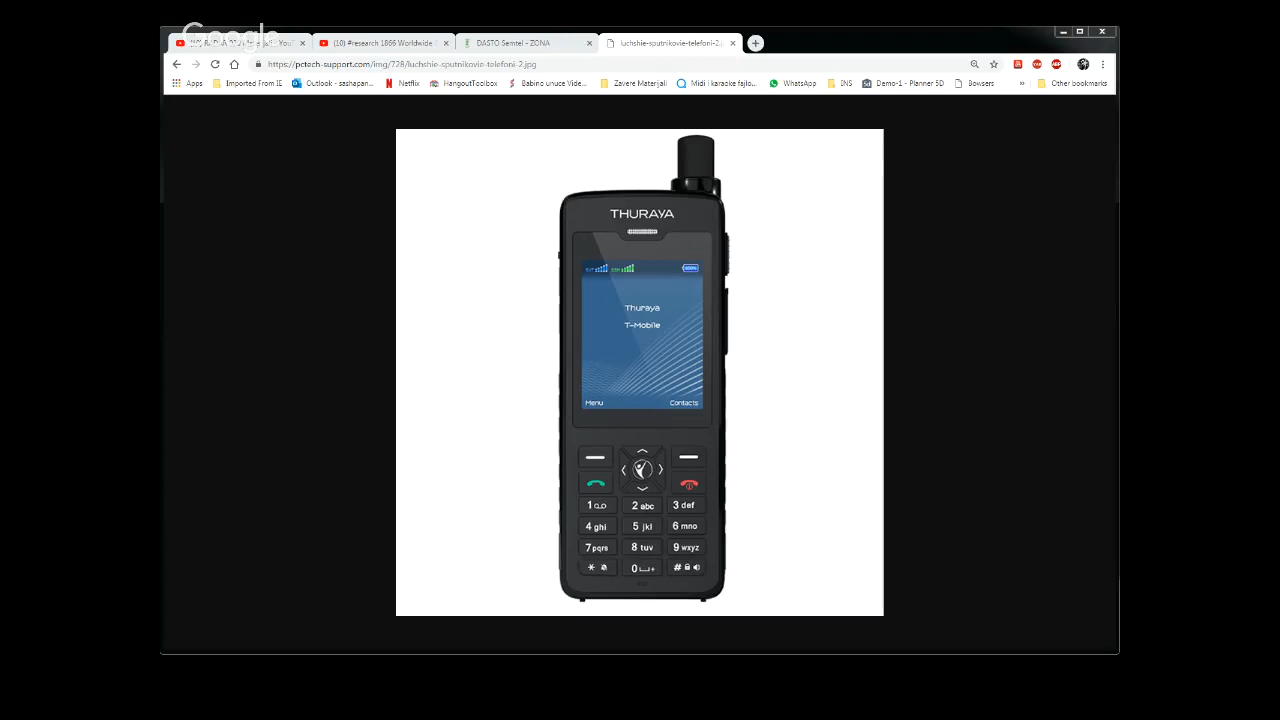 Google
(10) #research 1866 Worldwide
DASTO Semtel - ZONA
luchshie-sputnikovie-telefoni-2.j
https://pctech-support.com/img/728/luchshie-sputnikovie-telefoni-2.jpg
Apps Imported From IE Outlook - sashapan... Netflix HangoutToolbox Babino unuce Vide... Zavere Materijali Midi i karaoke fajlo... WhatsApp INS Demo-1 - Planner 5D Bowsers » Other bookmarks
THURAYA
Thuraya
T-Mobile
Menu Contacts
1 2 abc 3 def
4 ghi 5 jkl 6 mno
7 pqrs 8 tuv 9 wxyz
* 0 + #